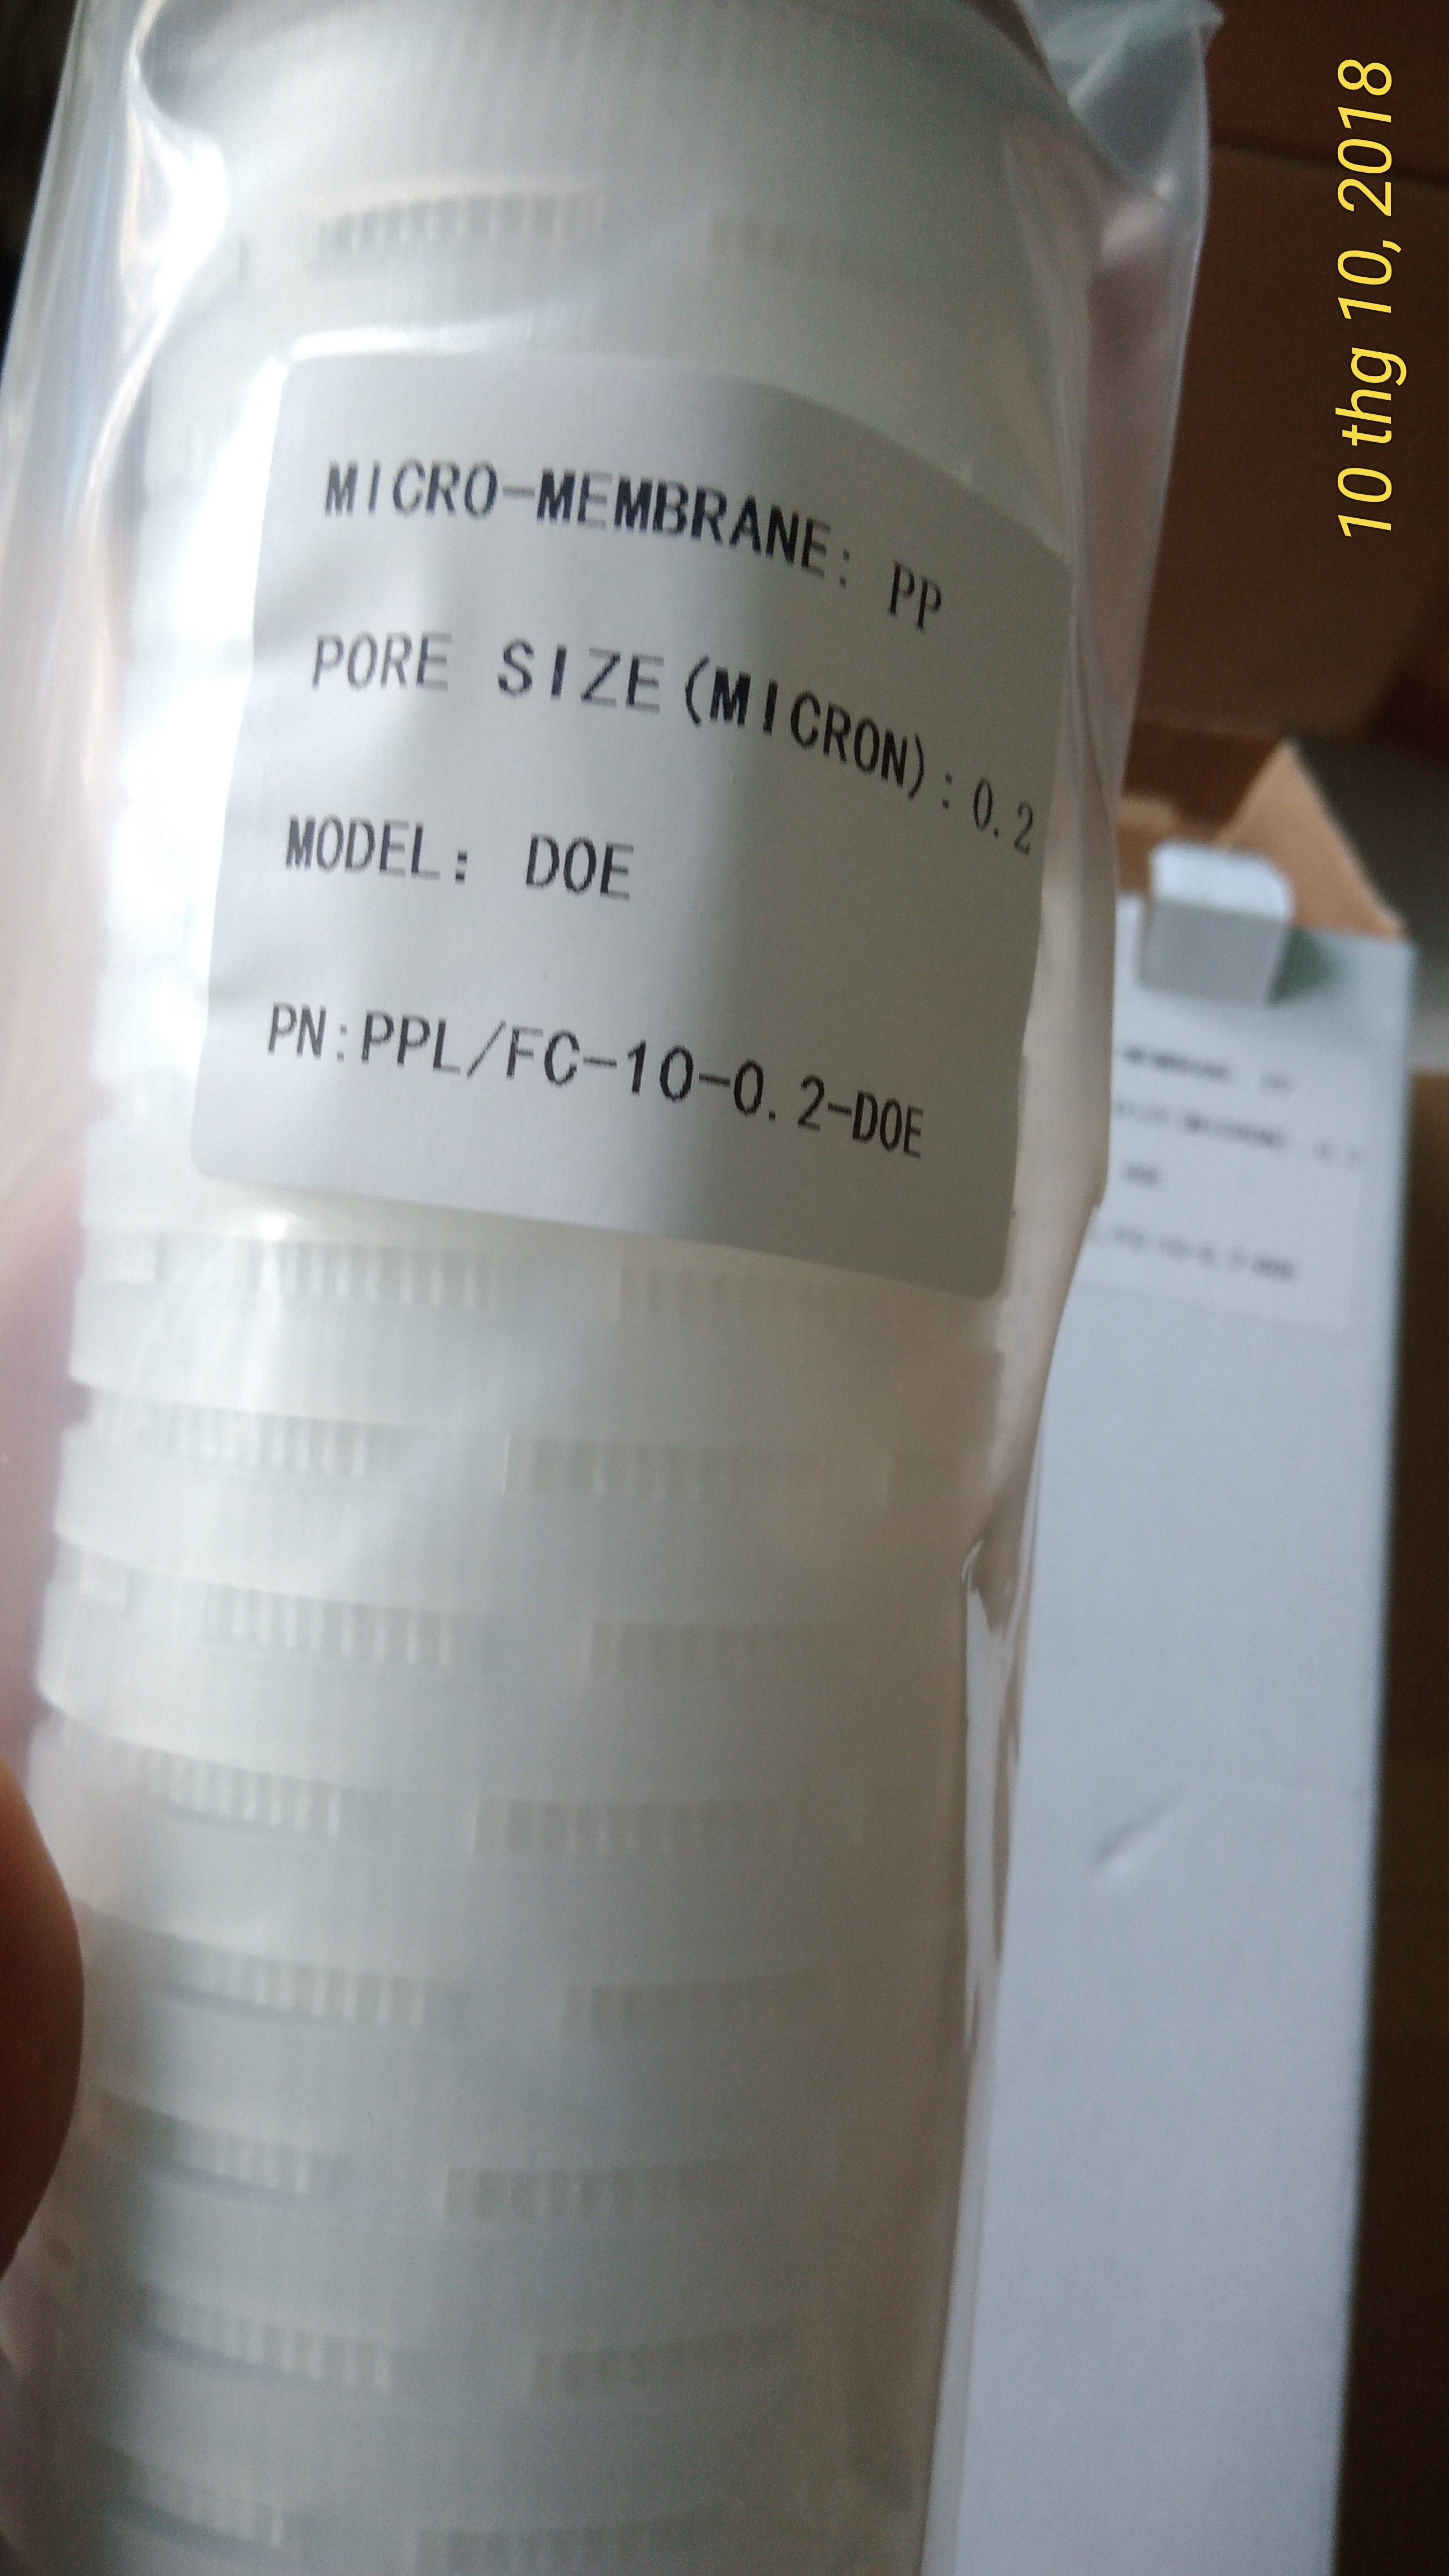 MICRO-MEMBRANE: PP
PORE SIZE(MICRON):0.2
MODEL: DOE
PN:PPL/FC-10-0.2-DOE
10 thg 10, 2018